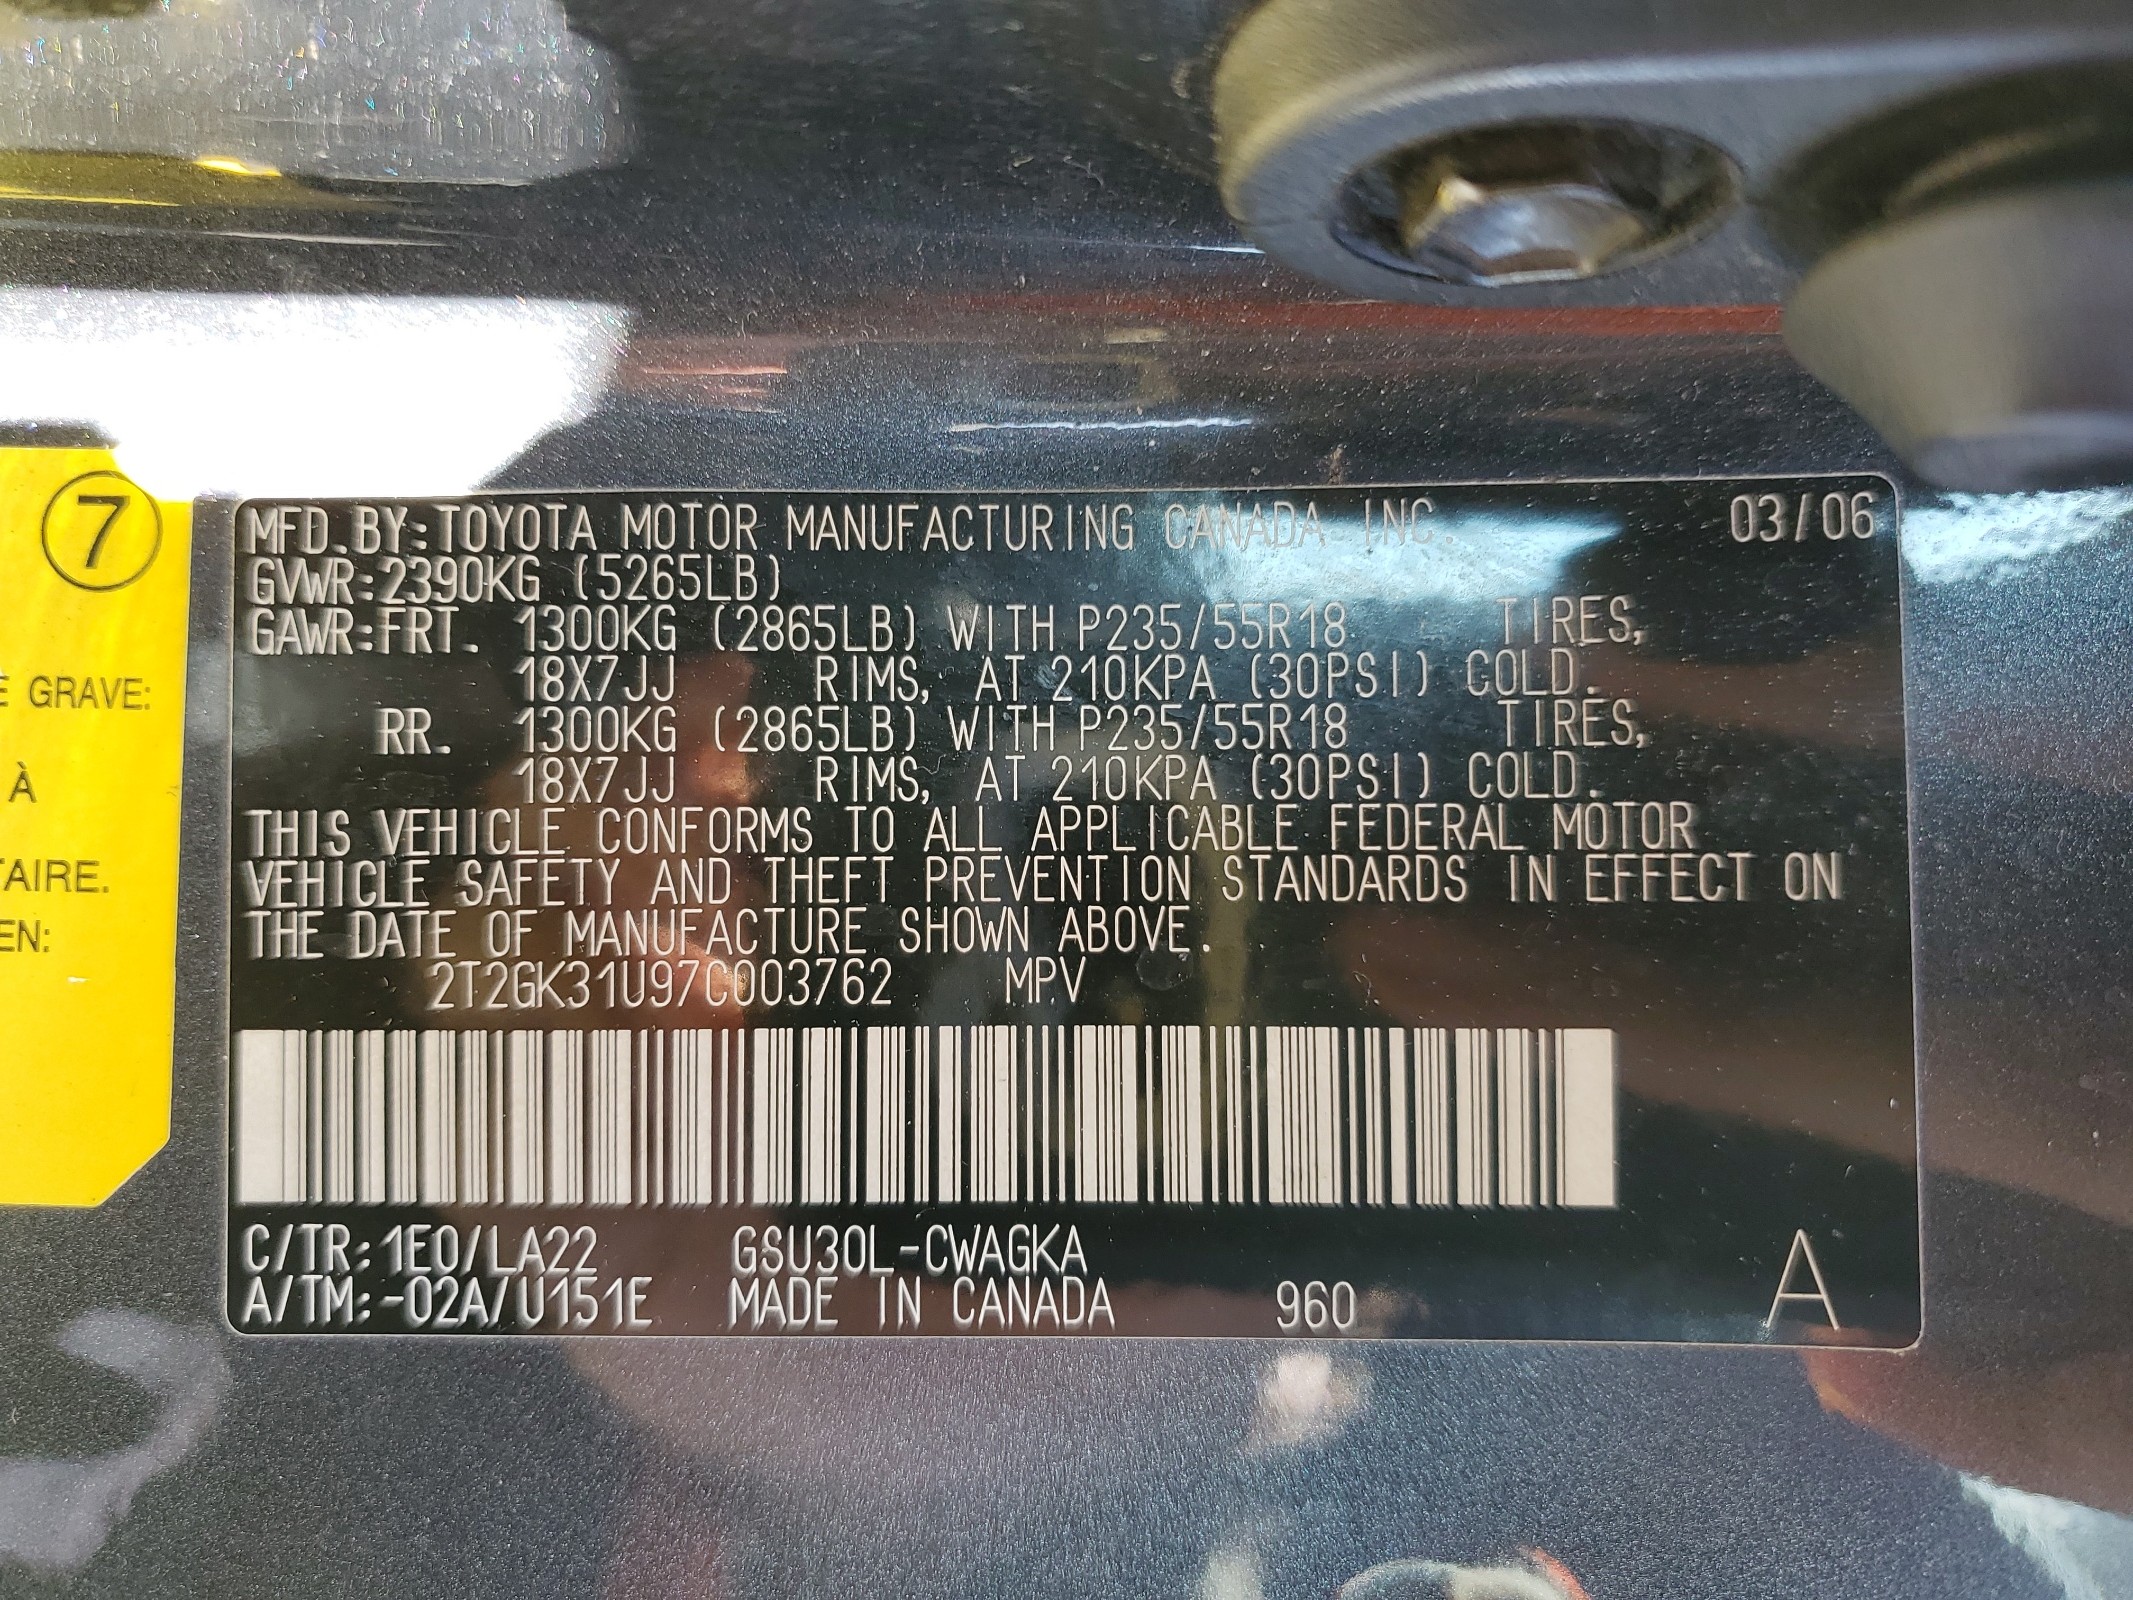 7
GRAVE:
À
AIRE.
EN:
MFD. BY: TOYOTA MOTOR MANUFACTURING CANADA INC. 03/06
GVWR: 2390KG (5265LB)
GAWR: FRT. 1300KG (2865LB) WITH P235/55R18 TIRES,
18X7JJ RIMS, AT 210KPA (30PSI) COLD.
RR. 1300KG (2865LB) WITH P235/55R18 TIRES,
18X7JJ RIMS, AT 210KPA (30PSI) COLD.
THIS VEHICLE CONFORMS TO ALL APPLICABLE FEDERAL MOTOR
VEHICLE SAFETY AND THEFT PREVENTION STANDARDS IN EFFECT ON
THE DATE OF MANUFACTURE SHOWN ABOVE.
2T2GK31U97C003762 MPV
C/TR: 1E0/LA22 GSU30L-CWAGKA
A/TM: -02A/U151E MADE IN CANADA 960 A